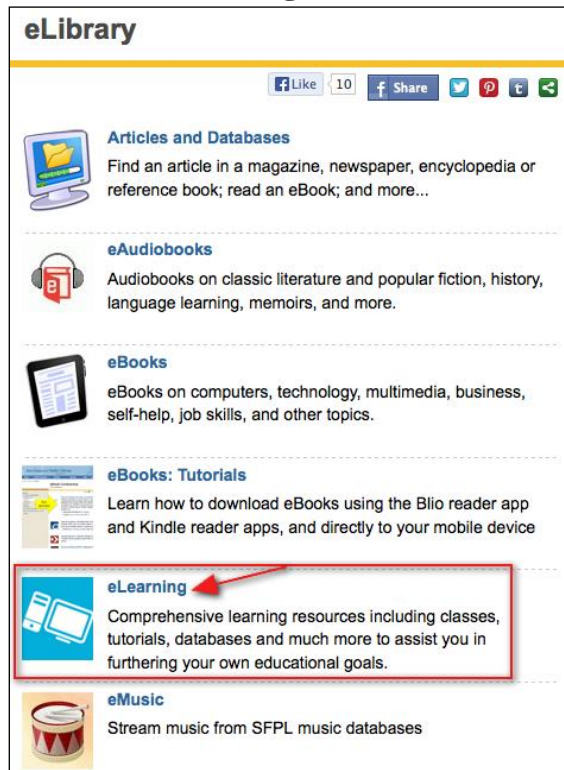 eLibrary
Like 10 Share
Articles and Databases
Find an article in a magazine, newspaper, encyclopedia or
reference book; read an eBook; and more...
eAudiobooks
Audiobooks on classic literature and popular fiction, history,
language learning, memoirs, and more.
eBooks
eBooks on computers, technology, multimedia, business,
self-help, job skills, and other topics.
eBooks: Tutorials
Learn how to download eBooks using the Blio reader app
and Kindle reader apps, and directly to your mobile device
eLearning
Comprehensive learning resources including classes,
tutorials, databases and much more to assist you in
furthering your own educational goals.
eMusic
Stream music from SFPL music databases